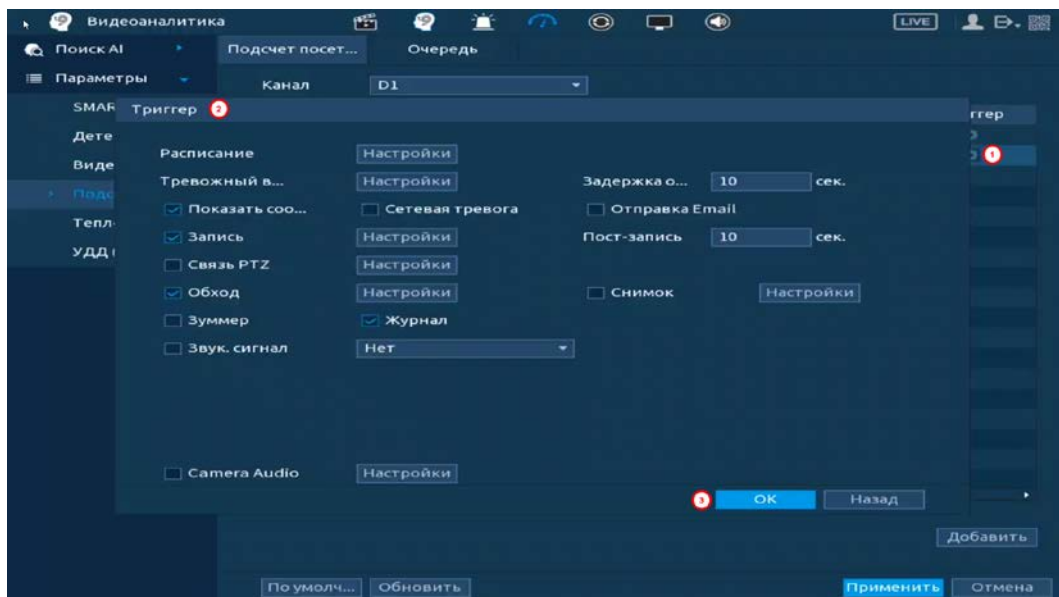 Видеоаналитика LIVE
Поиск AI Подсчет посет... Очередь
Параметры Канал D1
SMAR Триггер 2 ггер
Дете
Расписание Настройки 1
Виде
Тревожный в... Настройки Задержка о... 10 сек.
Подс
Показать соо... Сетевая тревога Отправка Email
Тепл
Запись Настройки Пост-запись 10 сек.
УДД
Связь PTZ Настройки
Обход Настройки Снимок Настройки
Зуммер Журнал
Звук. сигнал Нет
Camera Audio Настройки
3 OK Назад
Добавить
По умолч... Обновить Применить Отмена